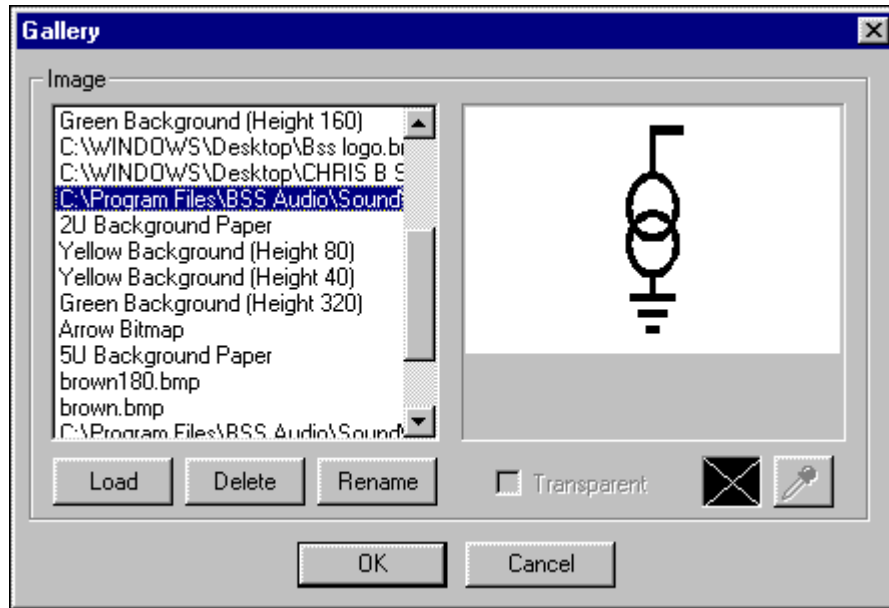 Gallery
Image
Green Background (Height 160)
C:\WINDOWS\Desktop\Bss logo.b
C:\WINDOWS\Desktop\CHRIS B S
C:\Program Files\BSS Audio\Sound
2U Background Paper
Yellow Background (Height 80)
Yellow Background (Height 40)
Green Background (Height 320)
Arrow Bitmap
5U Background Paper
brown180.bmp
brown.bmp
C:\Program Files\BSS Audio\Sound
Load
Delete
Rename
Transparent
OK
Cancel